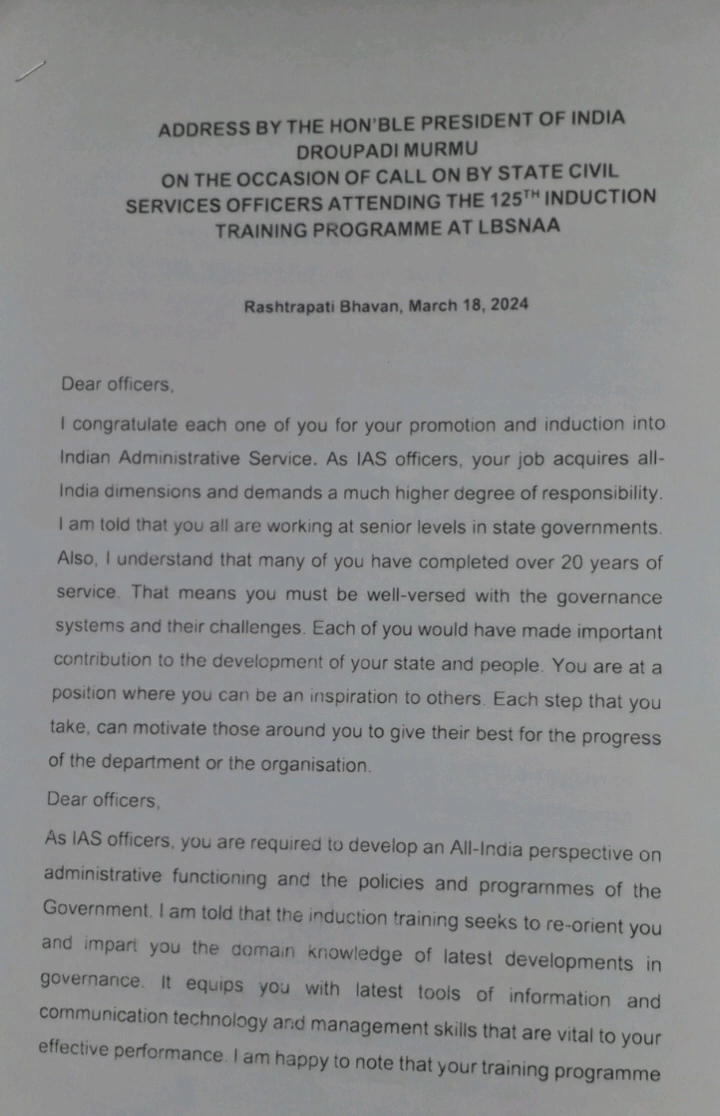 ADDRESS BY THE HON'BLE PRESIDENT OF INDIA
DROUPADI MURMU
ON THE OCCASION OF CALL ON BY STATE CIVIL
SERVICES OFFICERS ATTENDING THE 125TH INDUCTION
TRAINING PROGRAMME AT LBSNAA
Rashtrapati Bhavan, March 18, 2024
Dear officers,
I congratulate each one of you for your promotion and induction into
Indian Administrative Service. As IAS officers, your job acquires all-
India dimensions and demands a much higher degree of responsibility.
I am told that you all are working at senior levels in state governments.
Also, I understand that many of you have completed over 20 years of
service. That means you must be well-versed with the governance
systems and their challenges. Each of you would have made important
contribution to the development of your state and people. You are at a
position where you can be an inspiration to others. Each step that you
take, can motivate those around you to give their best for the progress
of the department or the organisation.
Dear officers,
As IAS officers, you are required to develop an All-India perspective on
administrative functioning and the policies and programmes of the
Government. I am told that the induction training seeks to re-orient you
and impart you the domain knowledge of latest developments in
governance. It equips you with latest tools of information and
communication technology and management skills that are vital to your
effective performance. I am happy to note that your training programme